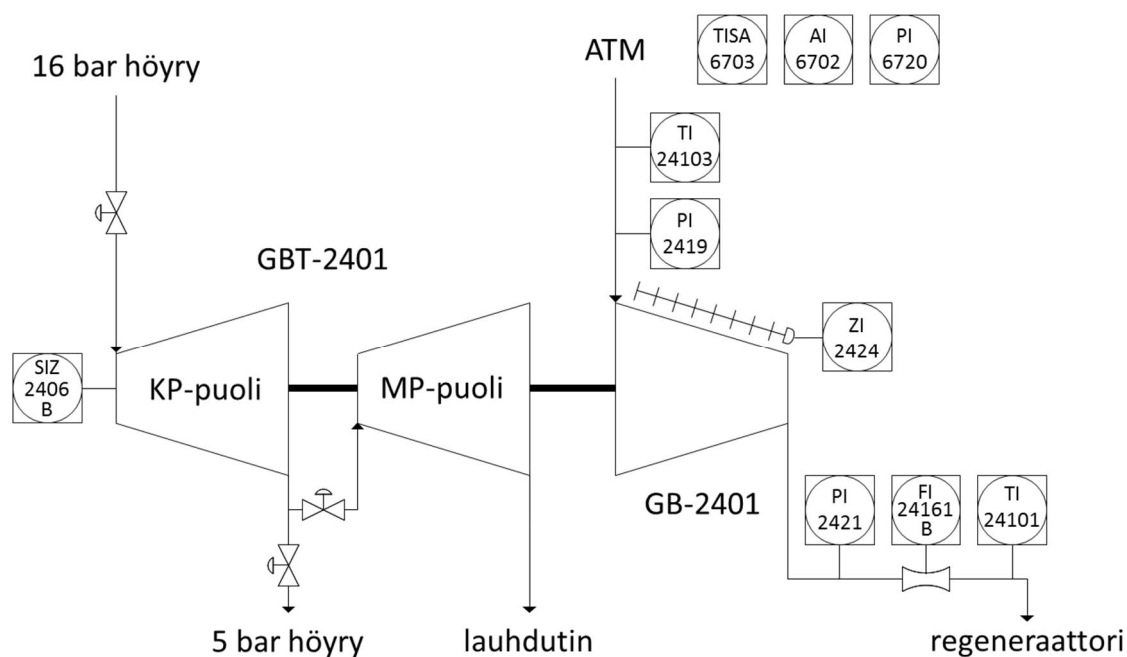 16 bar höyry
ATM
TISA
6703
AI
6702
PI
6720
TI
24103
PI
2419
GBT-2401
ZI
2424
SIZ
2406
B
KP-puoli
MP-puoli
GB-2401
PI
2421
FI
24161
B
TI
24101
5 bar höyry
lauhdutin
regeneraattori